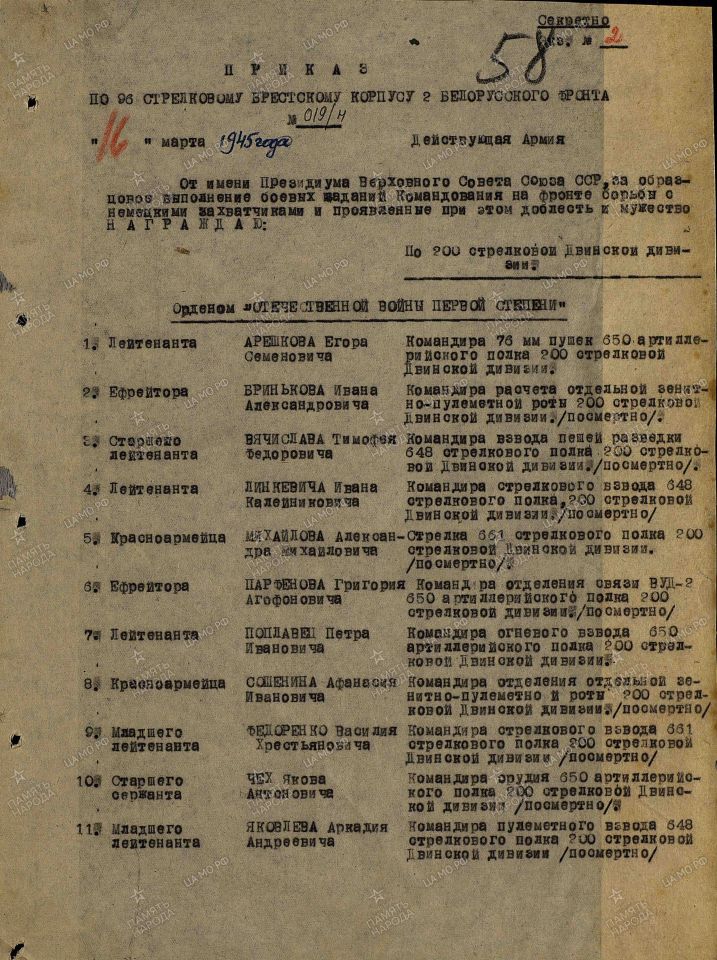 Секретно
58
Экз. № 2
П Р И К А З
ПО 96 СТРЕЛКОВОМУ БРЕСТСКОМУ КОРПУСУ 2 БЕЛОРУССКОГО ФРОНТА
№ 019/н
"16" марта 1945 года Действующая Армия
От имени Президиума Верховного Совета Союза ССР, за образ-
цовое выполнение боевых заданий Командования на фронте борьбы с
немецкими захватчиками и проявленные при этом доблесть и мужество
Н А Г Р А Ж Д А Ю:
По 200 стрелковой Двинской диви-
зии.
Орденом "ОТЕЧЕСТВЕННОЙ ВОЙНЫ ПЕРВОЙ СТЕПЕНИ"
1. Лейтенанта АРЕШКОВА Егора Командира 76 мм пушек 650 артилле-
Семеновича рийского полка 200 стрелковой
Двинской дивизии.
2. Ефрейтора БРИНЬКОВА Ивана Командира расчета отдельной зенит-
Александровича но-пулеметной роты 200 стрелковой
Двинской дивизии./посмертно/.
3. Старшего ВЯЧИСЛАВА Тимофея Командира взвода пешей разведки
лейтенанта Федоровича 648 стрелкового полка 200 стрелко-
вой Двинской дивизии./посмертно/.
4. Лейтенанта ЛИНКЕВИЧА Ивана Командира стрелкового взвода 648
Калейниковича стрелкового полка,200 стрелковой
Двинской дивизии./посмертно/
5. Красноармейца МИХАЙЛОВА Алексан- Стрелка 661 стрелкового полка 200
дра Михайловича стрелковой Двинской дивизии.
/посмертно/.
6. Ефрейтора ПАРФЕНОВА Григория Командира отделения связи ВУД-2
Агофоновича 650 артиллерийского полка 200
стрелковой дивизии./посмертно/
7. Лейтенанта ПОПЛАВЕЦ Петра Командира огневого взвода 650
Ивановича артиллерийского полка 200 стрел-
ковой Двинской дивизии.
8. Красноармейца СОШЕНИНА Афанасия Командира отделения отдельной зе-
Ивановича нитно-пулеметно й роты 200 стрел-
ковой Двинской дивизии./посмертно/
9. Младшего ФЕДОРЕНКО Василия Командира стрелкового взвода 661
лейтенанта Хрестьяновича стрелкового полка 200 стрелковой
Двинской дивизии /посмертно/
10. Старшего ЧЕХ Якова Командира орудия 650 артиллерийс-
сержанта Антоновича кого полка 200 стрелковой Двинс-
кой дивизии /посмертно/.
11. Младшего ЯКОВЛЕВА Аркадия Командира пулеметного взвода 648
лейтенанта Андреевича стрелкового полка 200 стрелковой
Двинской дивизии /посмертно/